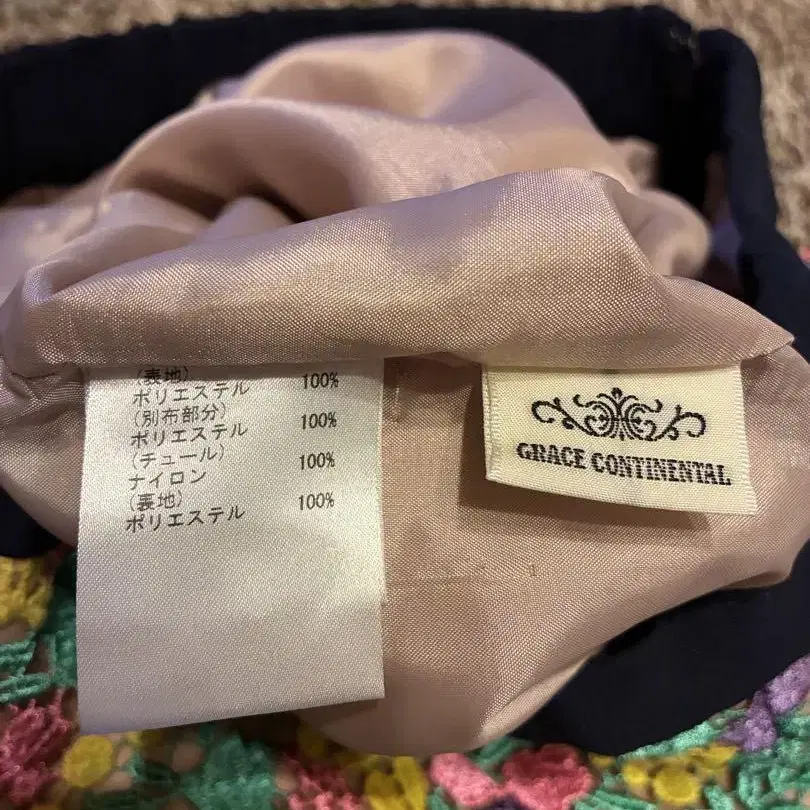 (表地)
ポリエステル 100%
(別布部分)
ポリエステル 100%
(チュール)
ナイロン 100%
(裏地)
ポリエステル 100%
GRACE CONTINENTAL